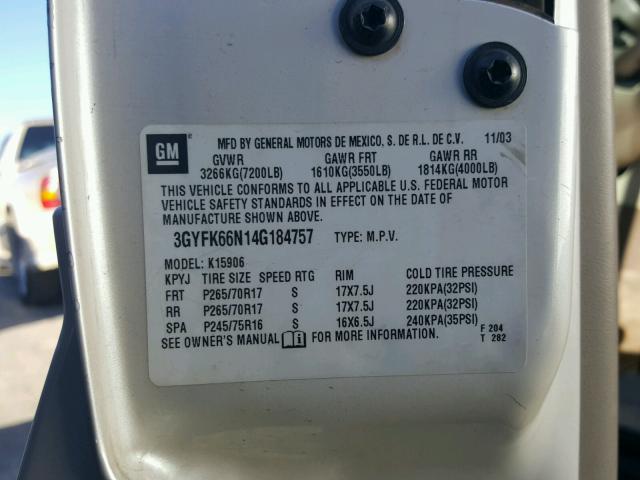 GM
MFD BY GENERAL MOTORS DE MEXICO, S. DE R.L. DE C.V. 11/03
GVWR GAWR FRT GAWR RR
3266KG(7200LB) 1610KG(3550LB) 1814KG(4000LB)
THIS VEHICLE CONFORMS TO ALL APPLICABLE U.S. FEDERAL MOTOR
VEHICLE SAFETY STANDARDS IN EFFECT ON THE DATE OF
MANUFACTURE SHOWN ABOVE.
3GYFK66N14G184757 TYPE: M.P.V.
MODEL: K15906
KPYJ TIRE SIZE SPEED RTG RIM COLD TIRE PRESSURE
FRT P265/70R17 S 17X7.5J 220KPA(32PSI)
RR P265/70R17 S 17X7.5J 220KPA(32PSI)
SPA P245/75R16 S 16X6.5J 240KPA(35PSI)
SEE OWNER'S MANUAL FOR MORE INFORMATION. F 204
T 282